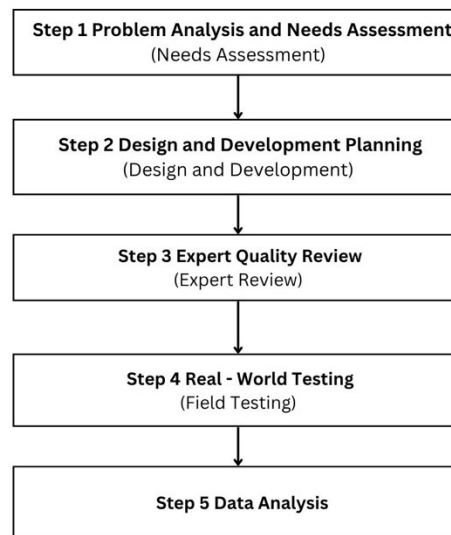 Step 1 Problem Analysis and Needs Assessment
(Needs Assessment)
Step 2 Design and Development Planning
(Design and Development)
Step 3 Expert Quality Review
(Expert Review)
Step 4 Real - World Testing
(Field Testing)
Step 5 Data Analysis